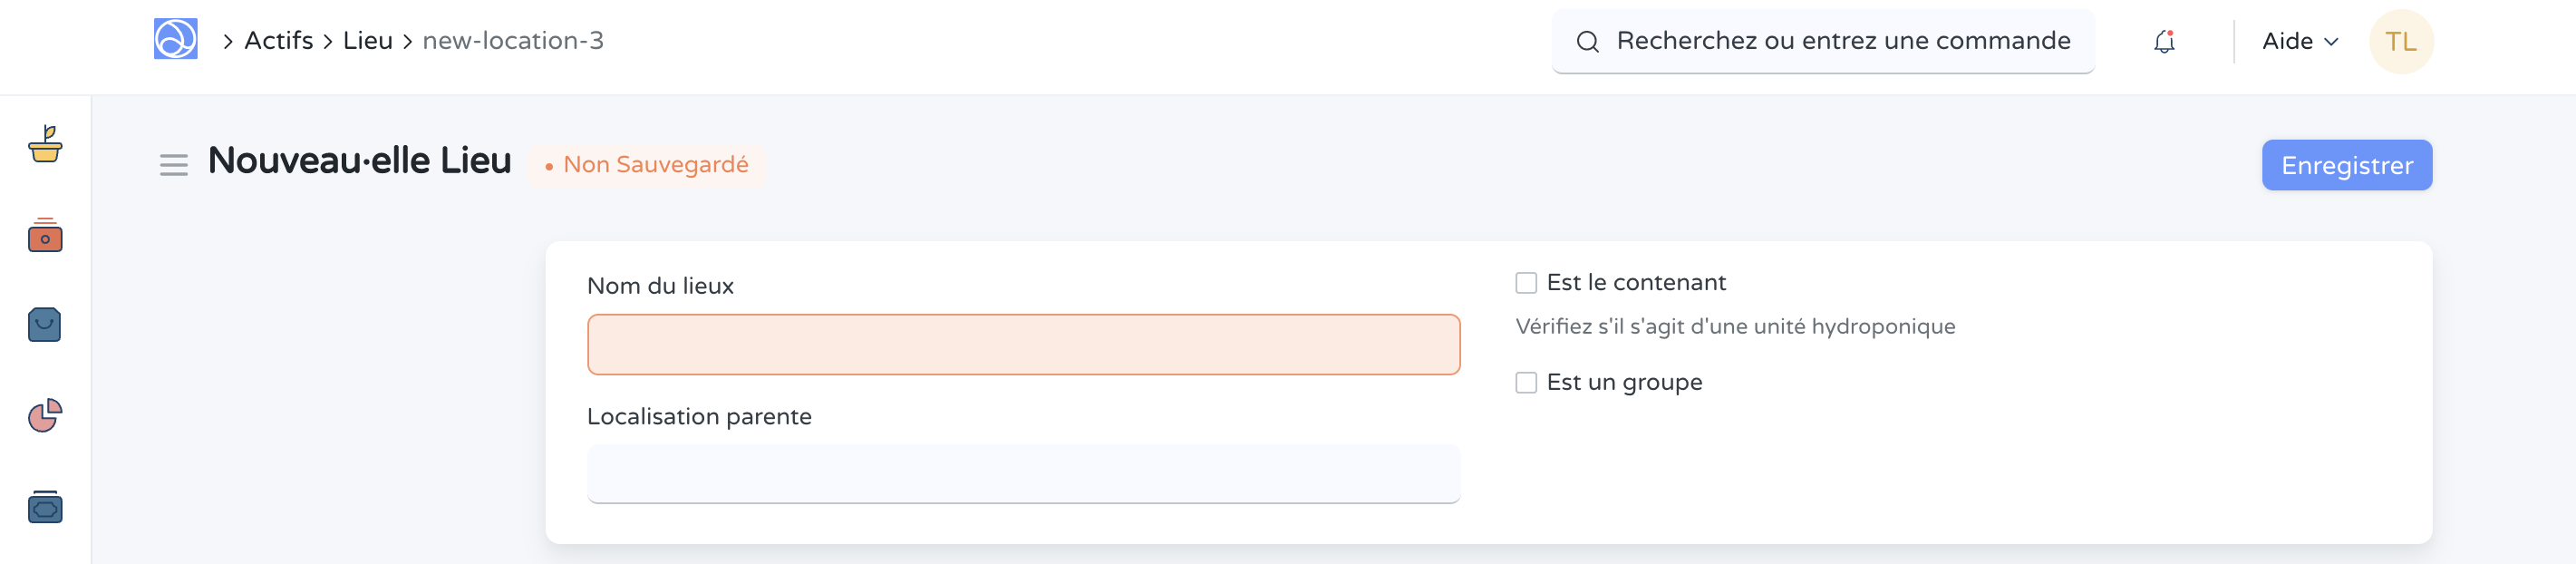 > Actifs > Lieu > new-location-3
Recherchez ou entrez une commande
Aide
TL
Nouveau·elle Lieu
• Non Sauvegardé
Enregistrer
Nom du lieux
Est le contenant
Vérifiez s'il s'agit d'une unité hydroponique
Est un groupe
Localisation parente